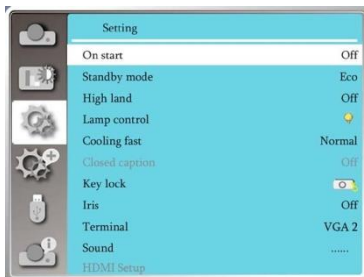 Setting
On start Off
Standby mode Eco
High land Off
Lamp control
Cooling fast Normal
Closed caption Off
Key lock
Iris Off
Terminal VGA 2
Sound ......
HDMI Setup